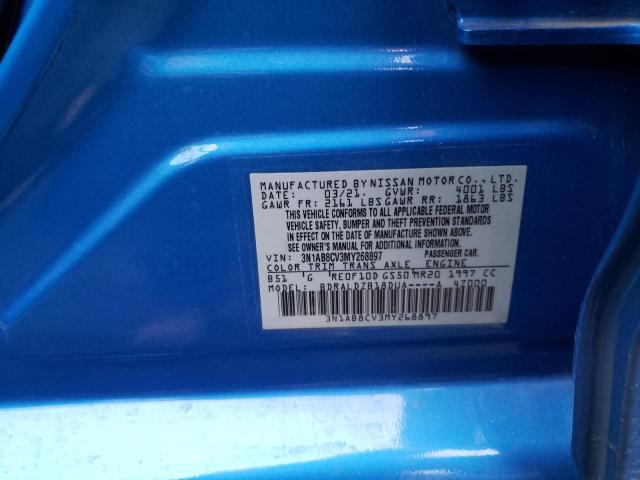 MANUFACTURED BY NISSAN MOTOR CO., LTD.
DATE: 03/21. GVWR: 4001 LBS
GAWR FR: 2161 LBS GAWR RR: 1863 LBS
THIS VEHICLE CONFORMS TO ALL APPLICABLE FEDERAL MOTOR
VEHICLE SAFETY, BUMPER AND THEFT PREVENTION STANDARDS
IN EFFECT ON THE DATE OF MANUFACTURE SHOWN ABOVE.
SEE OWNER'S MANUAL FOR ADDITIONAL INFORMATION.
VIN: 3N1AB8CV3MY268897 PASSENGER CAR.
COLOR TRIM TRANS AXLE ENGINE
B51 'G 'RE0F10D GS50 MR20 1997 CC
MODEL: BDRALDZB18DUA----A 47000
3N1AB8CV3MY268897